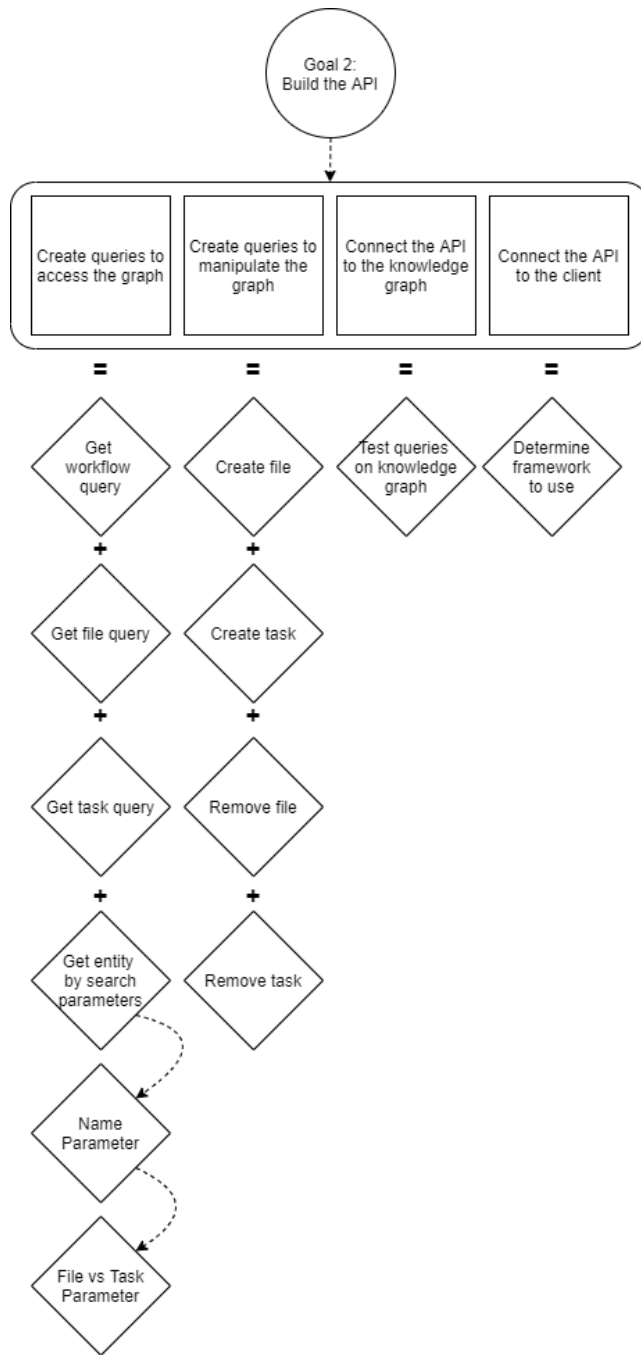 Goal 2:
Build the API
Create queries to
access the graph
Create queries to
manipulate the
graph
Connect the API
to the knowledge
graph
Connect the API
to the client
=
=
=
=
Get
workflow
query
Create file
Test queries
on knowledge
graph
Determine
framework
to use
+
+
Get file query
Create task
+
+
Get task query
Remove file
+
+
Get entity
by search
parameters
Remove task
Name
Parameter
File vs Task
Parameter